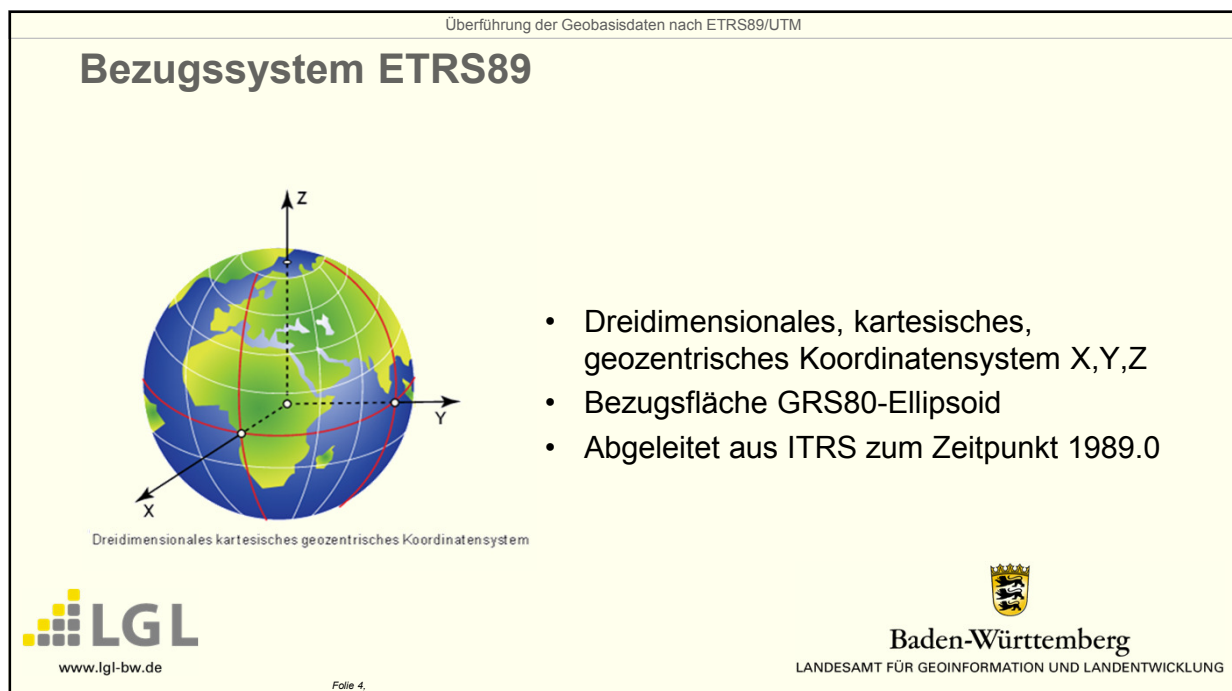 Überführung der Geobasisdaten nach ETRS89/UTM
Bezugssystem ETRS89
Z
Y
X
Dreidimensionales kartesisches geozentrisches Koordinatensystem
• Dreidimensionales, kartesisches,
geozentrisches Koordinatensystem X,Y,Z
• Bezugsfläche GRS80-Ellipsoid
• Abgeleitet aus ITRS zum Zeitpunkt 1989.0
LGL
www.lgl-bw.de
Folie 4,
Baden-Württemberg
LANDESAMT FÜR GEOINFORMATION UND LANDENTWICKLUNG